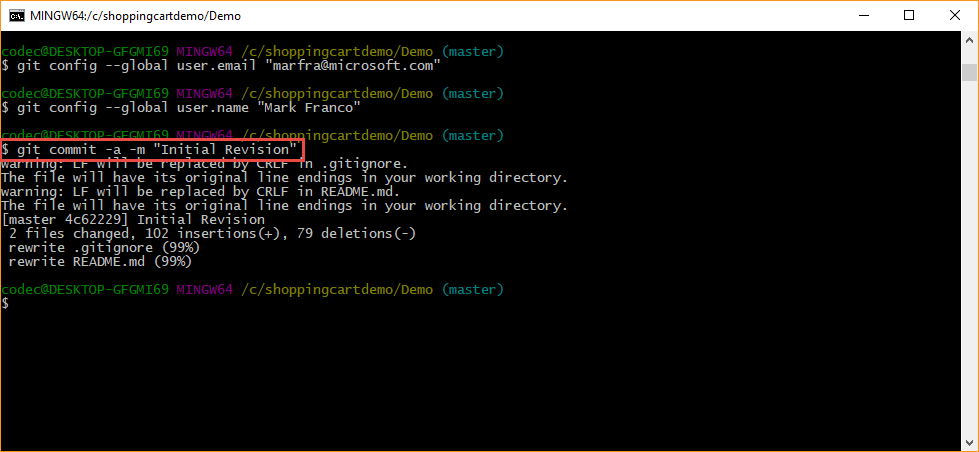 MINGW64:/c/shoppingcartdemo/Demo
codec@DESKTOP-GFGMI69 MINGW64 /c/shoppingcartdemo/Demo (master)
$ git config --global user.email "marfra@microsoft.com"
codec@DESKTOP-GFGMI69 MINGW64 /c/shoppingcartdemo/Demo (master)
$ git config --global user.name "Mark Franco"
codec@DESKTOP-GFGMI69 MINGW64 /c/shoppingcartdemo/Demo (master)
$ git commit -a -m "Initial Revision"
warning: LF will be replaced by CRLF in .gitignore.
The file will have its original line endings in your working directory.
warning: LF will be replaced by CRLF in README.md.
The file will have its original line endings in your working directory.
[master 4c62229] Initial Revision
 2 files changed, 102 insertions(+), 79 deletions(-)
 rewrite .gitignore (99%)
 rewrite README.md (99%)
codec@DESKTOP-GFGMI69 MINGW64 /c/shoppingcartdemo/Demo (master)
$